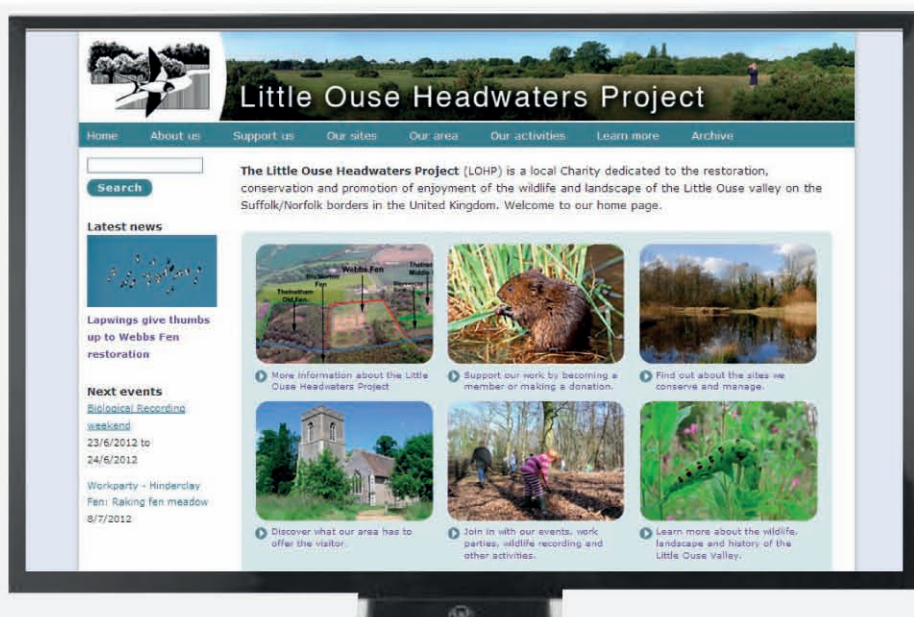 Little Ouse Headwaters Project
Home About us Support us Our sites Our area Our activities Learn more Archive
Search
Latest news
Lapwings give thumbs
up to Webbs Fen
restoration
Next events
Biological Recording
weekend
23/6/2012 to
24/6/2012
Workparty - Hinderclay
Fen: Raking fen meadow
8/7/2012
The Little Ouse Headwaters Project (LOHP) is a local Charity dedicated to the restoration,
conservation and promotion of enjoyment of the wildlife and landscape of the Little Ouse valley on the
Suffolk/Norfolk borders in the United Kingdom. Welcome to our home page.
Webbs Fen
Thelnetham
Old Fen
Fen
Middle
More information about the Little
Ouse Headwaters Project
Support our work by becoming a
member or making a donation.
Find out about the sites we
conserve and manage.
Discover what our area has to
offer the visitor.
Join in with our events, work
parties, wildlife recording and
other activities.
Learn more about the wildlife,
landscape and history of the
Little Ouse Valley.